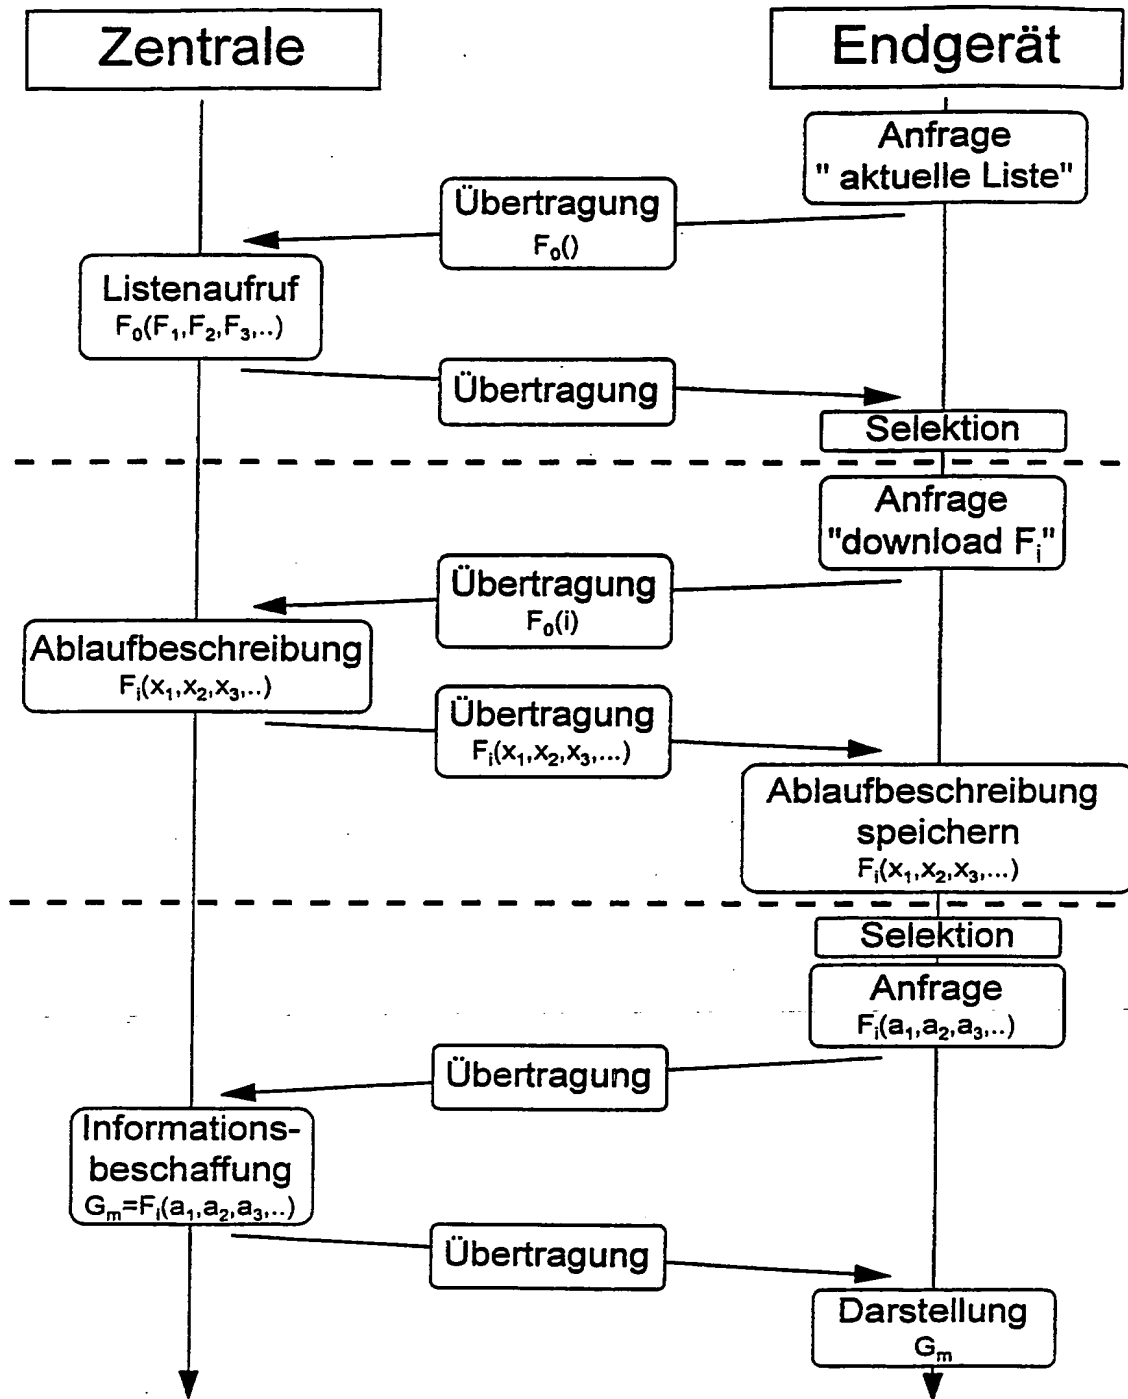 Zentrale
Endgerät
Anfrage
" aktuelle Liste"
Übertragung
F₀()
Listenaufruf
F₀(F₁,F₂,F₃,..)
Übertragung
Selektion
Anfrage
"download Fᵢ"
Übertragung
F₀(i)
Ablaufbeschreibung
Fᵢ(x₁,x₂,x₃,..)
Übertragung
Fᵢ(x₁,x₂,x₃,...)
Ablaufbeschreibung
speichern
Fᵢ(x₁,x₂,x₃,...)
Selektion
Anfrage
Fᵢ(a₁,a₂,a₃,..)
Übertragung
Informations-
beschaffung
Gₘ=Fᵢ(a₁,a₂,a₃,..)
Übertragung
Darstellung
Gₘ